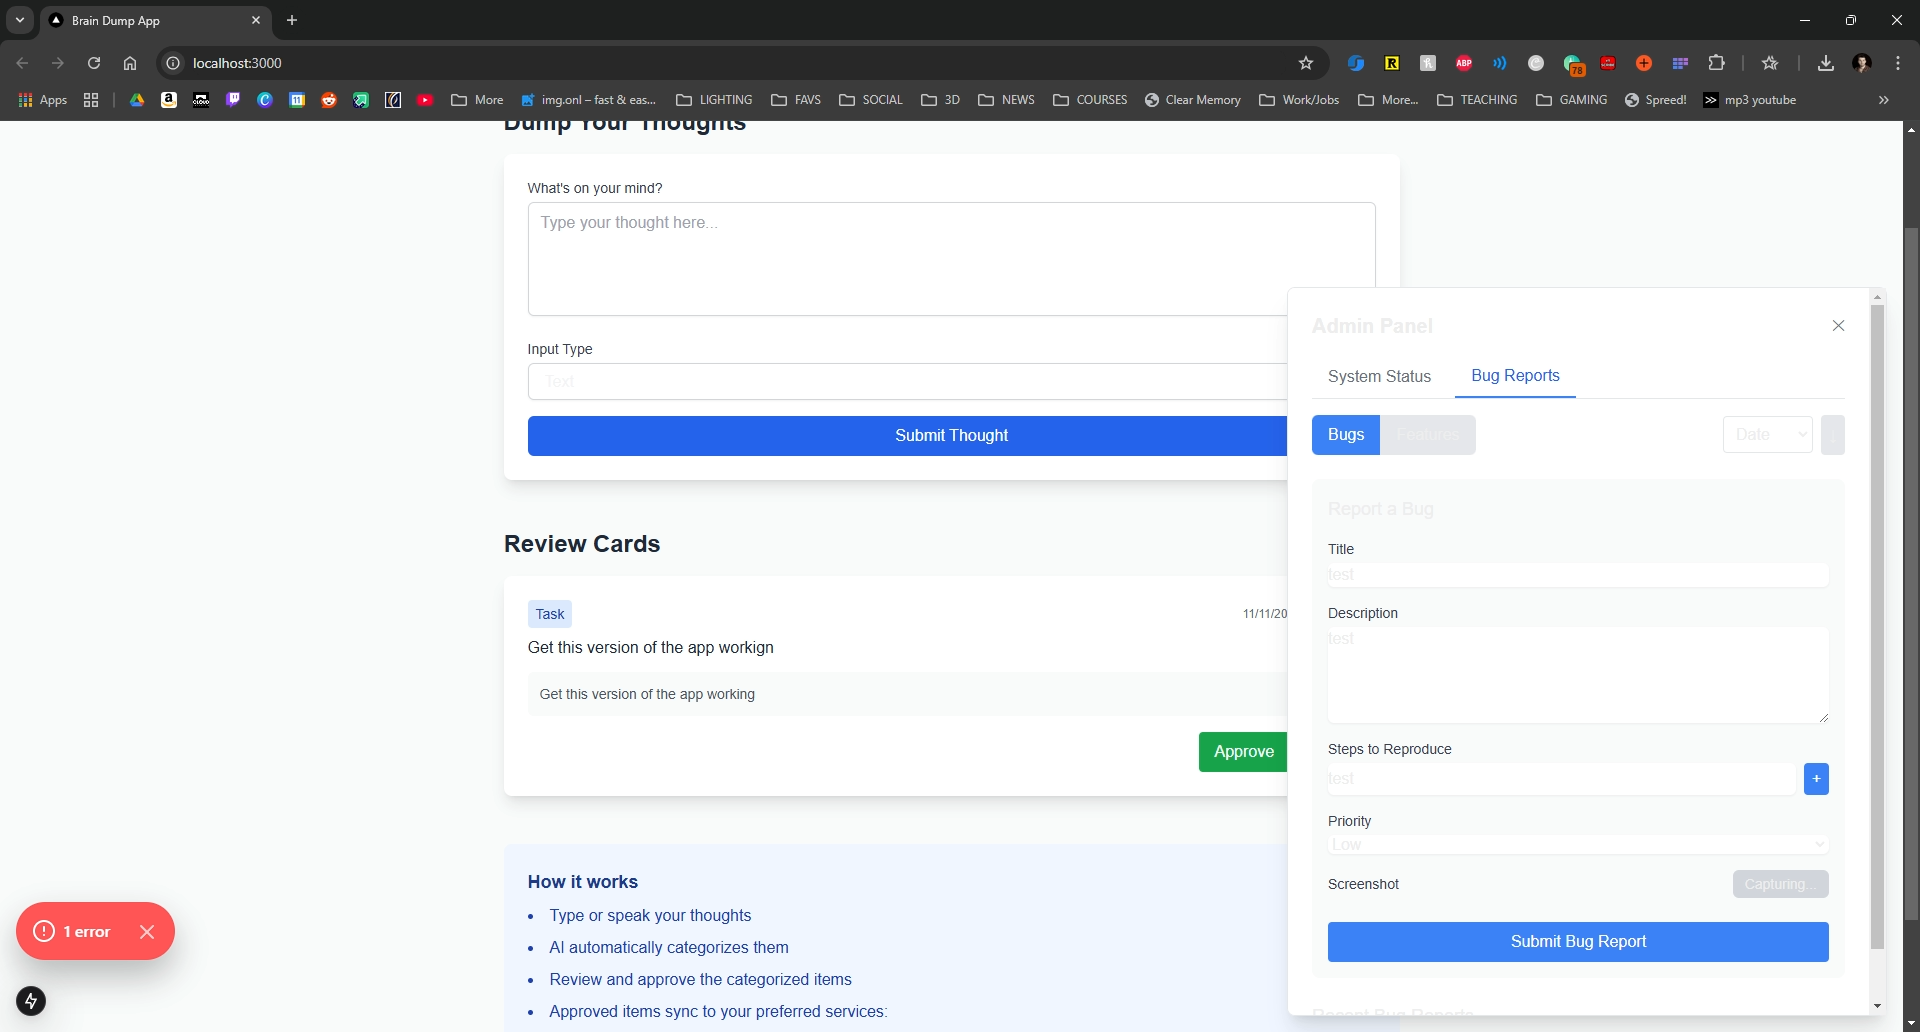 Brain Dump App
localhost:3000
78
Apps
More
img.onl – fast & eas...
LIGHTING
FAVS
SOCIAL
3D
NEWS
COURSES
Clear Memory
Work/Jobs
More...
TEACHING
GAMING
Spreed!
mp3 youtube
Dump Your Thoughts
What's on your mind?
Type your thought here...
Input Type
Text
Submit Thought
Review Cards
Task
11/11/20
Get this version of the app workign
Get this version of the app working
Approve
How it works
• Type or speak your thoughts
• AI automatically categorizes them
• Review and approve the categorized items
• Approved items sync to your preferred services:
1 error
Admin Panel
System Status
Bug Reports
Bugs
Features
Date
Report a Bug
Title
test
Description
test
Steps to Reproduce
test
+
Priority
Low
Screenshot
Capturing...
Submit Bug Report
Recent Bug Reports